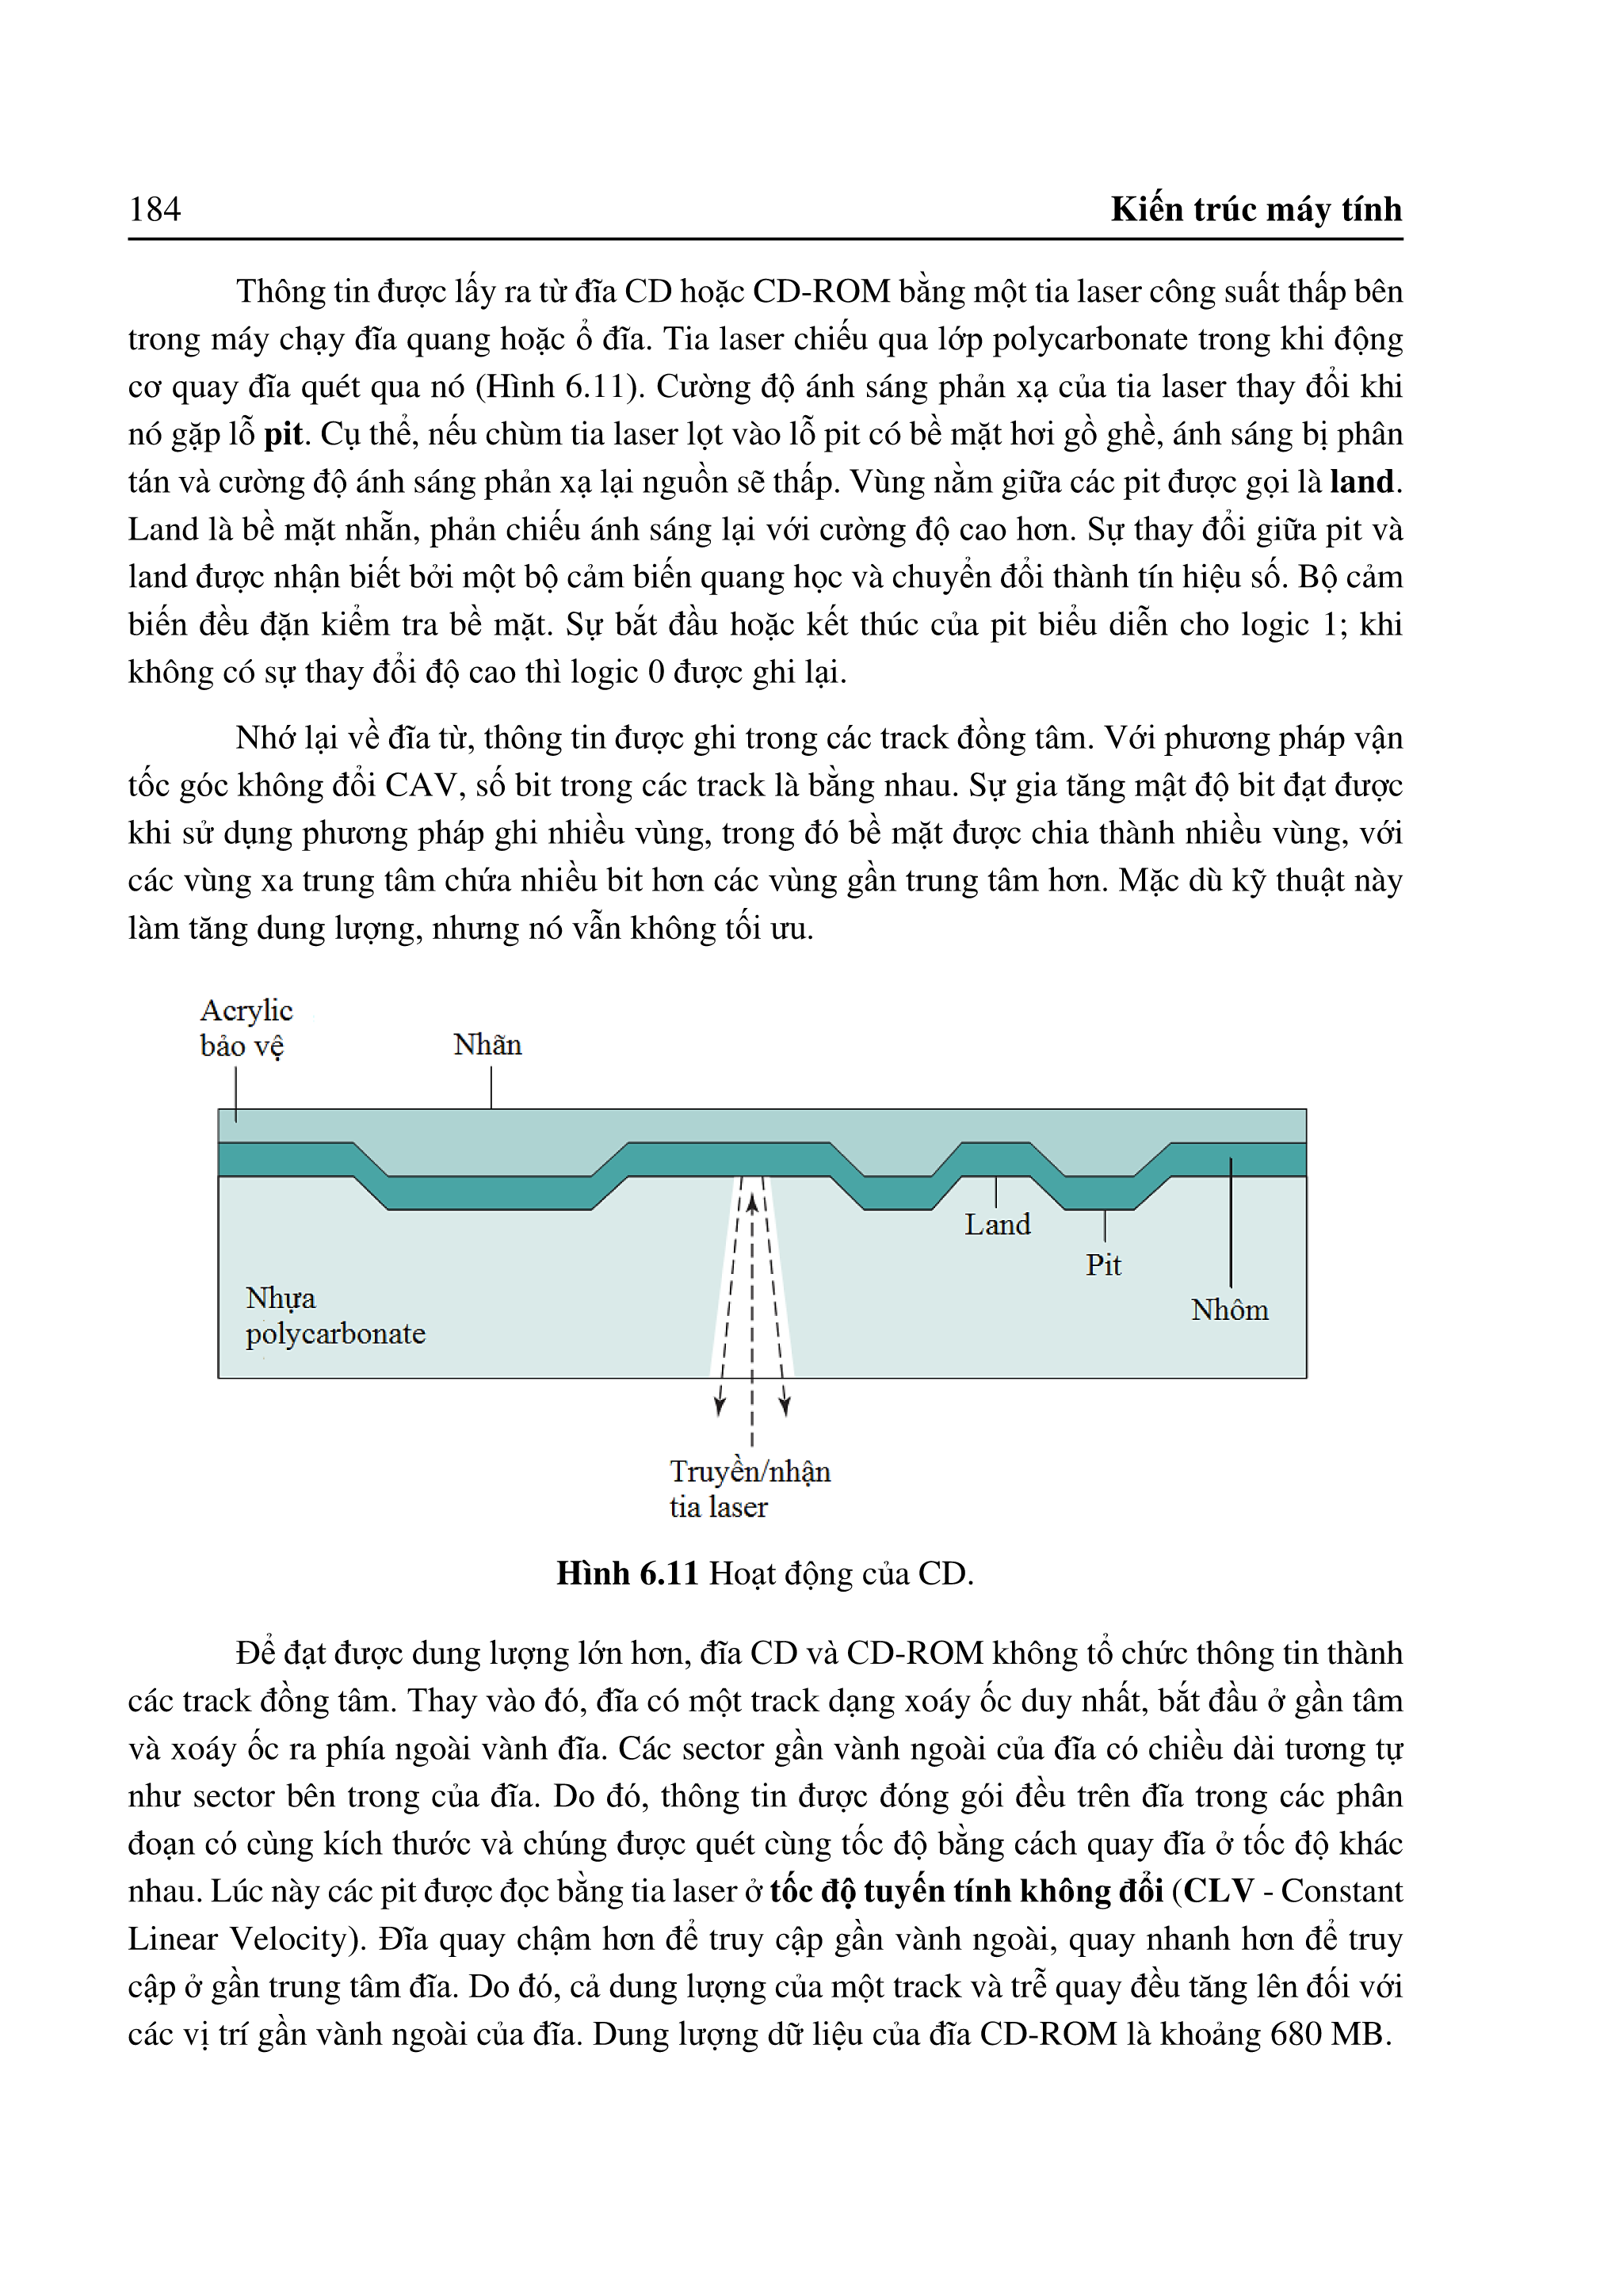 184 Kiến trúc máy tính
Thông tin được lấy ra từ đĩa CD hoặc CD-ROM bằng một tia laser công suất thấp bên
trong máy chạy đĩa quang hoặc ổ đĩa. Tia laser chiếu qua lớp polycarbonate trong khi động
cơ quay đĩa quét qua nó (Hình 6.11). Cường độ ánh sáng phản xạ của tia laser thay đổi khi
nó gặp lỗ pit. Cụ thể, nếu chùm tia laser lọt vào lỗ pit có bề mặt hơi gồ ghề, ánh sáng bị phân
tán và cường độ ánh sáng phản xạ lại nguồn sẽ thấp. Vùng nằm giữa các pit được gọi là land.
Land là bề mặt nhẵn, phản chiếu ánh sáng lại với cường độ cao hơn. Sự thay đổi giữa pit và
land được nhận biết bởi một bộ cảm biến quang học và chuyển đổi thành tín hiệu số. Bộ cảm
biến đều đặn kiểm tra bề mặt. Sự bắt đầu hoặc kết thúc của pit biểu diễn cho logic 1; khi
không có sự thay đổi độ cao thì logic 0 được ghi lại.
Nhớ lại về đĩa từ, thông tin được ghi trong các track đồng tâm. Với phương pháp vận
tốc góc không đổi CAV, số bit trong các track là bằng nhau. Sự gia tăng mật độ bit đạt được
khi sử dụng phương pháp ghi nhiều vùng, trong đó bề mặt được chia thành nhiều vùng, với
các vùng xa trung tâm chứa nhiều bit hơn các vùng gần trung tâm hơn. Mặc dù kỹ thuật này
làm tăng dung lượng, nhưng nó vẫn không tối ưu.
Acrylic
bảo vệ
Nhãn
Land
Pit
Nhôm
Nhựa
polycarbonate
Truyền/nhận
tia laser
Hình 6.11 Hoạt động của CD.
Để đạt được dung lượng lớn hơn, đĩa CD và CD-ROM không tổ chức thông tin thành
các track đồng tâm. Thay vào đó, đĩa có một track dạng xoáy ốc duy nhất, bắt đầu ở gần tâm
và xoáy ốc ra phía ngoài vành đĩa. Các sector gần vành ngoài của đĩa có chiều dài tương tự
như sector bên trong của đĩa. Do đó, thông tin được đóng gói đều trên đĩa trong các phân
đoạn có cùng kích thước và chúng được quét cùng tốc độ bằng cách quay đĩa ở tốc độ khác
nhau. Lúc này các pit được đọc bằng tia laser ở tốc độ tuyến tính không đổi (CLV - Constant
Linear Velocity). Đĩa quay chậm hơn để truy cập gần vành ngoài, quay nhanh hơn để truy
cập ở gần trung tâm đĩa. Do đó, cả dung lượng của một track và trễ quay đều tăng lên đối với
các vị trí gần vành ngoài của đĩa. Dung lượng dữ liệu của đĩa CD-ROM là khoảng 680 MB.